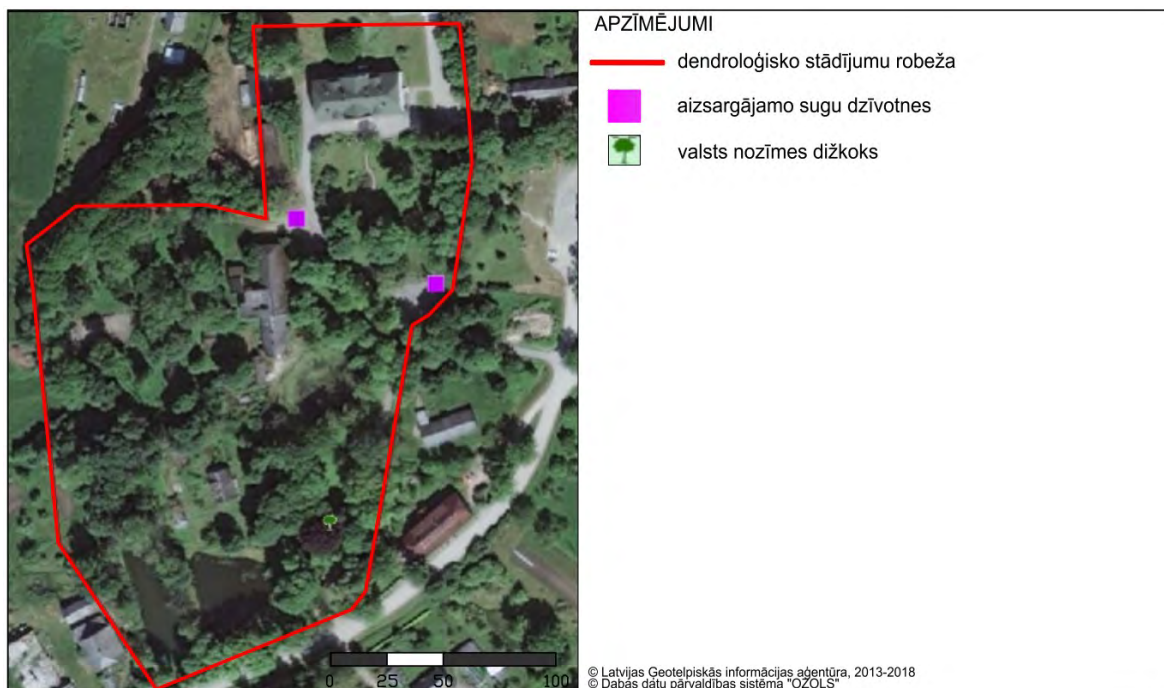 APZĪMĒJUMI
dendroloģisko stādījumu robeža
aizsargājamo sugu dzīvotnes
valsts nozīmes dižkoks
0 25 50 100
© Latvijas Ģeotelpiskās informācijas aģentūra, 2013-2018
© Dabas datu pārvaldības sistēma "OZOLS"